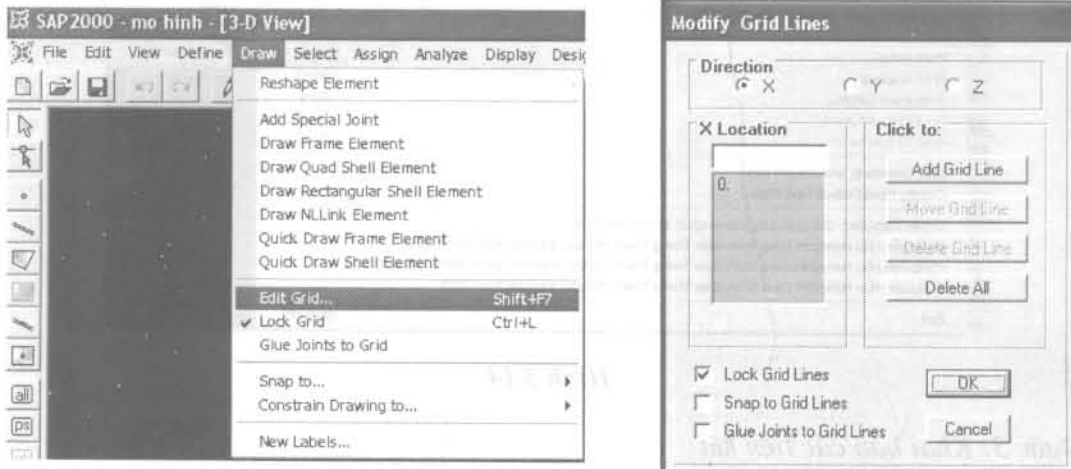 SAP2000 - mo hinh - [3-D View]
File Edit View Define Draw Select Assign Analyze Display Desig
Reshape Element
Add Special Joint
Draw Frame Element
Draw Quad Shell Element
Draw Rectangular Shell Element
Draw NLLink Element
Quick Draw Frame Element
Quick Draw Shell Element
Edit Grid... Shift+F7
Lock Grid Ctrl+L
Glue Joints to Grid
Snap to...
Constrain Drawing to...
New Labels...
all
ps
Modify Grid Lines
Direction
X Y Z
X Location
0.
Click to:
Add Grid Line
Move Grid Line
Delete Grid Line
Delete All
Lock Grid Lines
Snap to Grid Lines
Glue Joints to Grid Lines
OK
Cancel